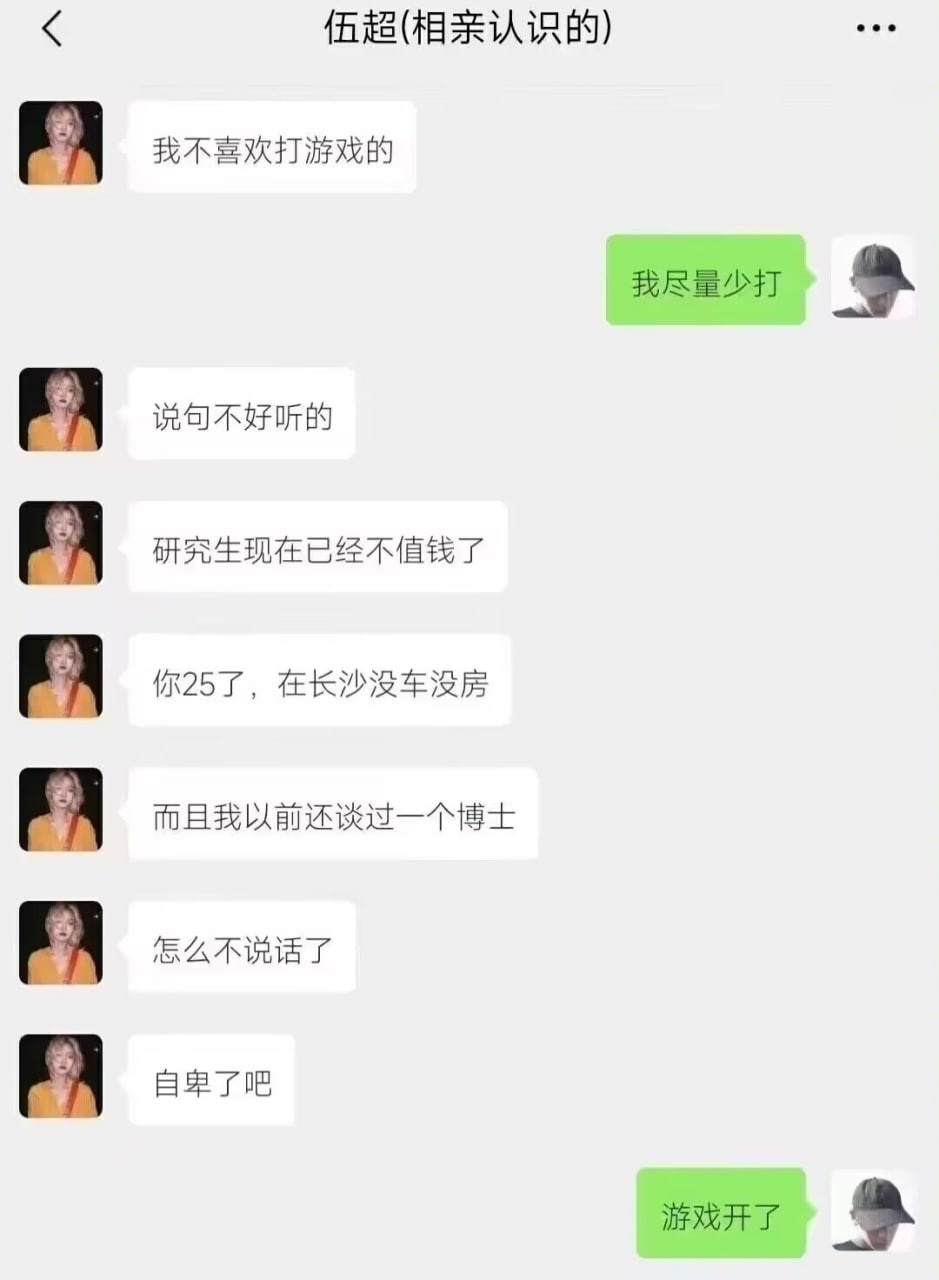 伍超(相亲认识的)
我不喜欢打游戏的
我尽量少打
说句不好听的
研究生现在已经不值钱了
你25了，在长沙没车没房
而且我以前还谈过一个博士
怎么不说话了
自卑了吧
游戏开了